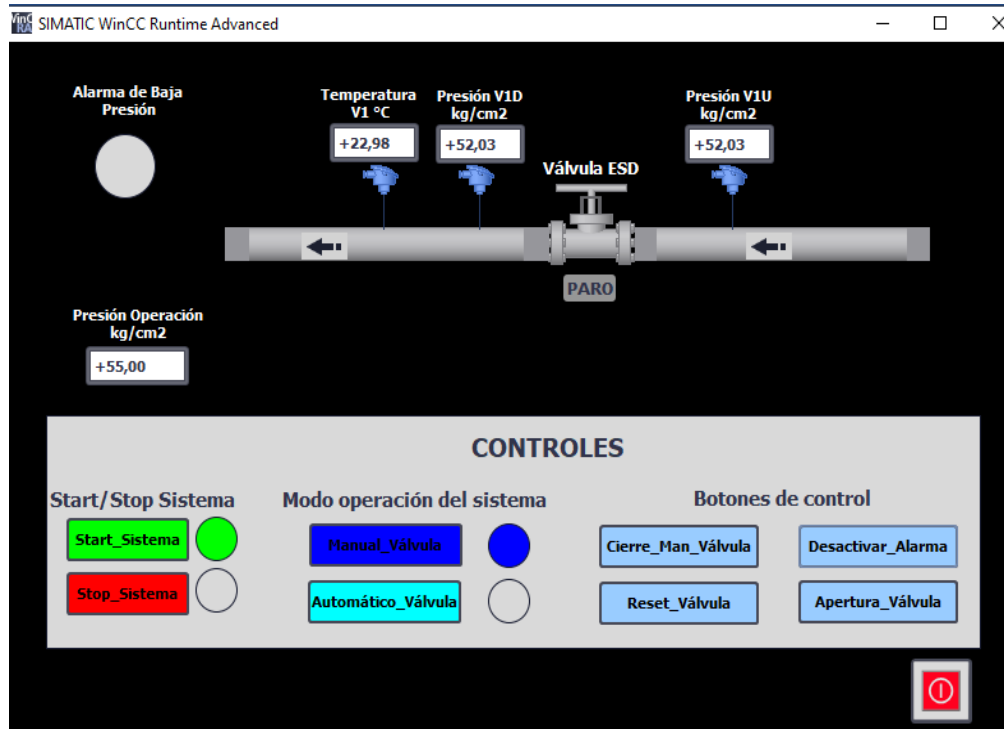 SIMATIC WinCC Runtime Advanced
Alarma de Baja
Presión
Temperatura
V1 °C
+22,98
Presión V1D
kg/cm2
+52,03
Presión V1U
kg/cm2
+52,03
Válvula ESD
PARO
Presión Operación
kg/cm2
+55,00
CONTROLES
Start/Stop Sistema
Start_Sistema
Stop_Sistema
Modo operación del sistema
Manual_Válvula
Automático_Válvula
Botones de control
Cierre_Man_Válvula
Desactivar_Alarma
Reset_Válvula
Apertura_Válvula